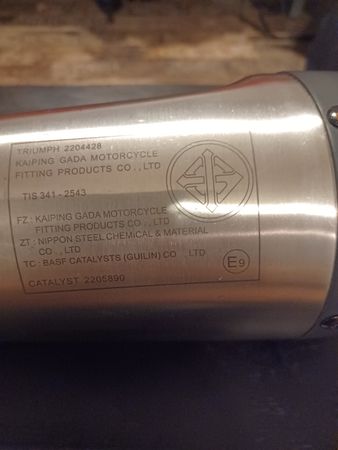 TRIUMPH 2204428
KAIPING GADA MOTORCYCLE
FITTING PRODUCTS CO . , LTD
TIS 341 - 2543
FZ : KAIPING GADA MOTORCYCLE
FITTING PRODUCTS CO . , LTD
ZT : NIPPON STEEL CHEMICAL & MATERIAL
CO . , LTD
TC : BASF CATALYSTS (GUILIN) CO . , LTD
E9
CATALYST 2205890